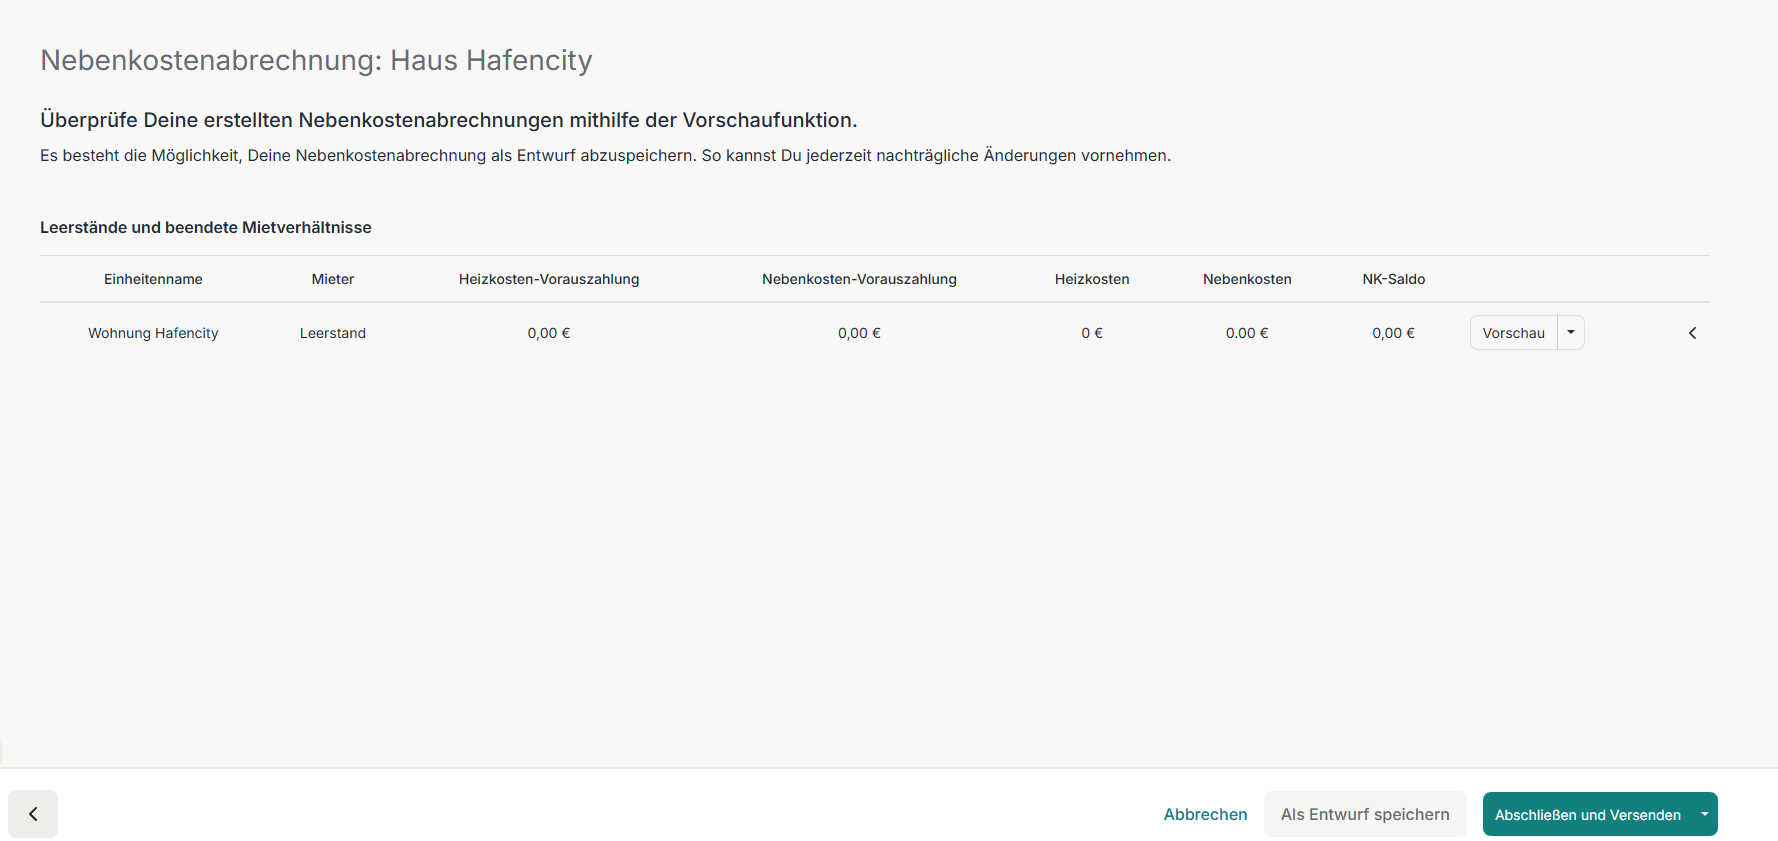 Nebenkostenabrechnung: Haus Hafencity
Überprüfe Deine erstellten Nebenkostenabrechnungen mithilfe der Vorschaufunktion.
Es besteht die Möglichkeit, Deine Nebenkostenabrechnung als Entwurf abzuspeichern. So kannst Du jederzeit nachträgliche Änderungen vornehmen.
Leerstände und beendete Mietverhältnisse
Einheitenname Mieter Heizkosten-Vorauszahlung Nebenkosten-Vorauszahlung Heizkosten Nebenkosten NK-Saldo
Wohnung Hafencity Leerstand 0,00 € 0,00 € 0 € 0.00 € 0,00 € Vorschau
Abbrechen Als Entwurf speichern Abschließen und Versenden